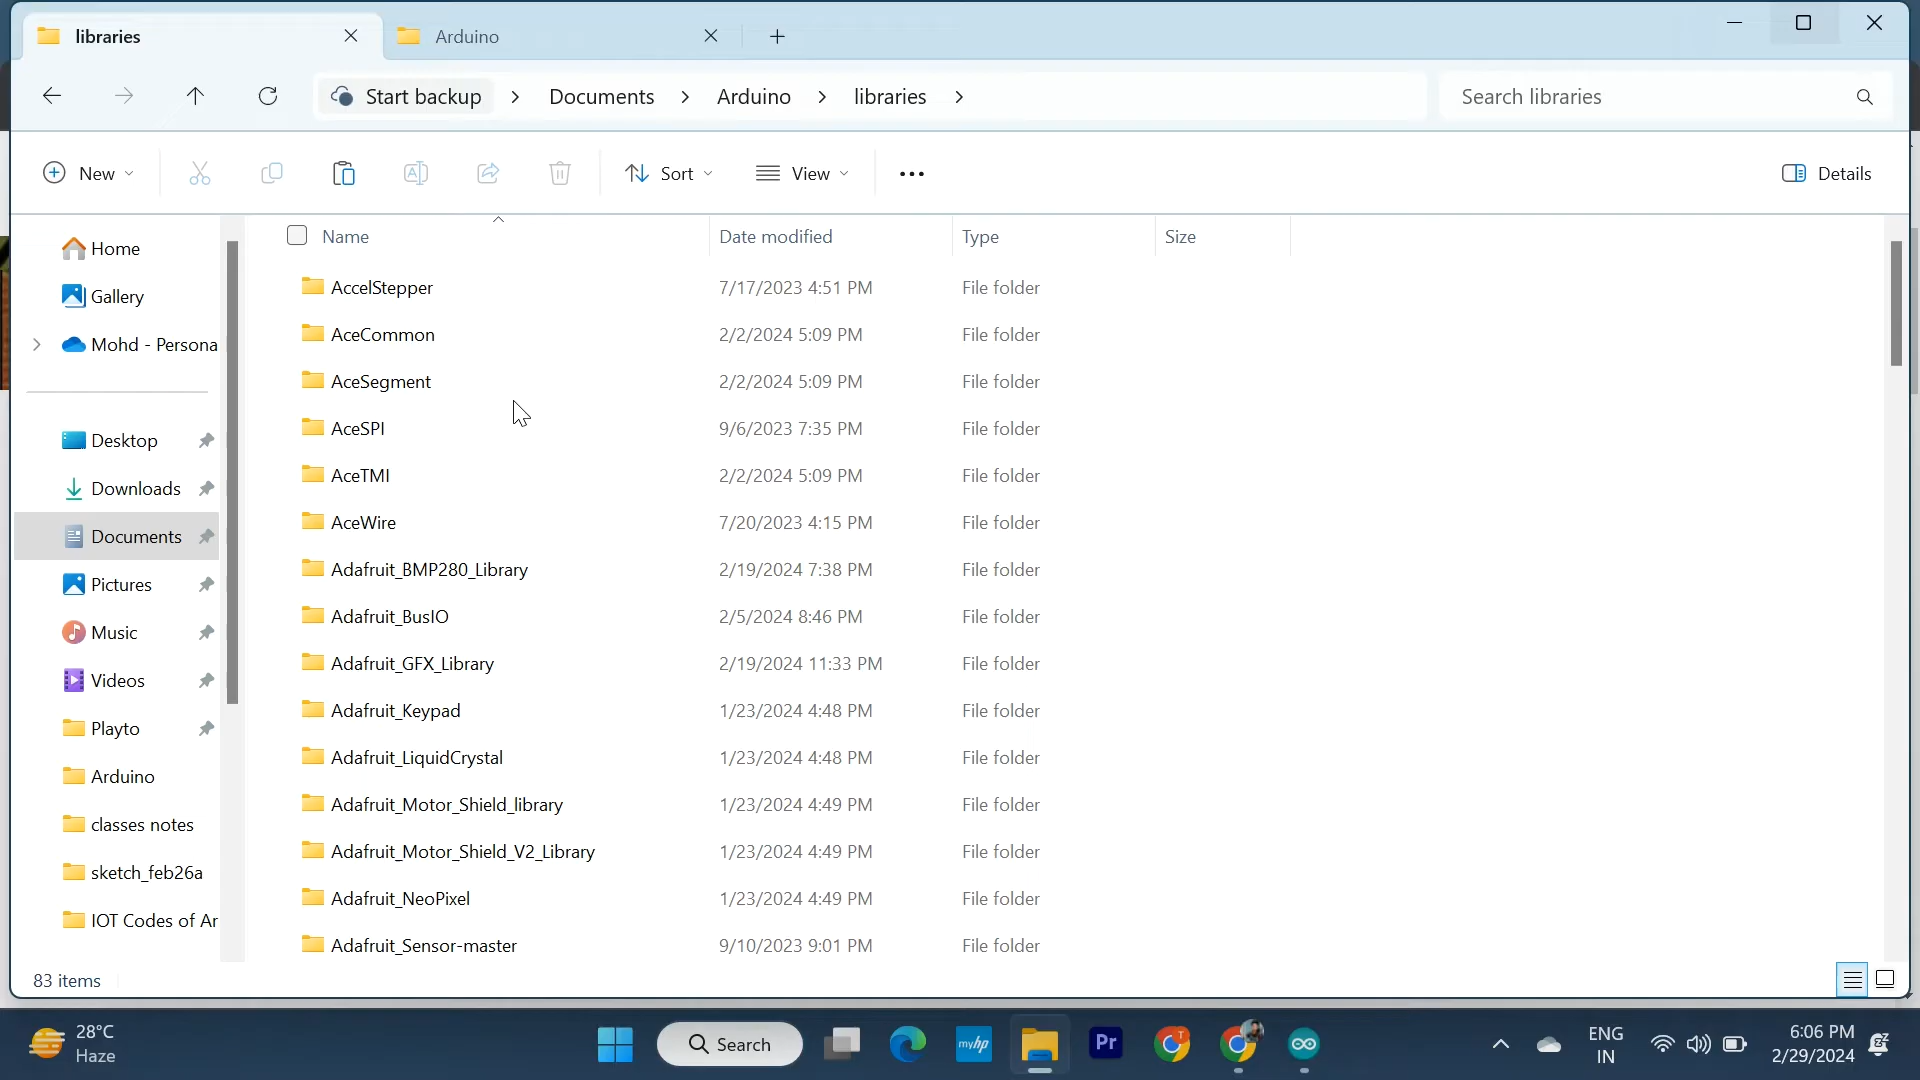 libraries
Arduino
Start backup
Documents
Arduino
libraries
Search libraries
New
Sort
View
Details
Home
Gallery
Mohd - Persona
Desktop
Downloads
Documents
Pictures
Music
Videos
Playto
Arduino
classes notes
sketch_feb26a
IOT Codes of Ar
Name Date modified Type Size
AccelStepper 7/17/2023 4:51 PM File folder
AceCommon 2/2/2024 5:09 PM File folder
AceSegment 2/2/2024 5:09 PM File folder
AceSPI 9/6/2023 7:35 PM File folder
AceTMI 2/2/2024 5:09 PM File folder
AceWire 7/20/2023 4:15 PM File folder
Adafruit_BMP280_Library 2/19/2024 7:38 PM File folder
Adafruit_BusIO 2/5/2024 8:46 PM File folder
Adafruit_GFX_Library 2/19/2024 11:33 PM File folder
Adafruit_Keypad 1/23/2024 4:48 PM File folder
Adafruit_LiquidCrystal 1/23/2024 4:48 PM File folder
Adafruit_Motor_Shield_library 1/23/2024 4:49 PM File folder
Adafruit_Motor_Shield_V2_Library 1/23/2024 4:49 PM File folder
Adafruit_NeoPixel 1/23/2024 4:49 PM File folder
Adafruit_Sensor-master 9/10/2023 9:01 PM File folder
83 items
28°C
Haze
Search
myhp
Pr
T
ENG
IN
6:06 PM
2/29/2024